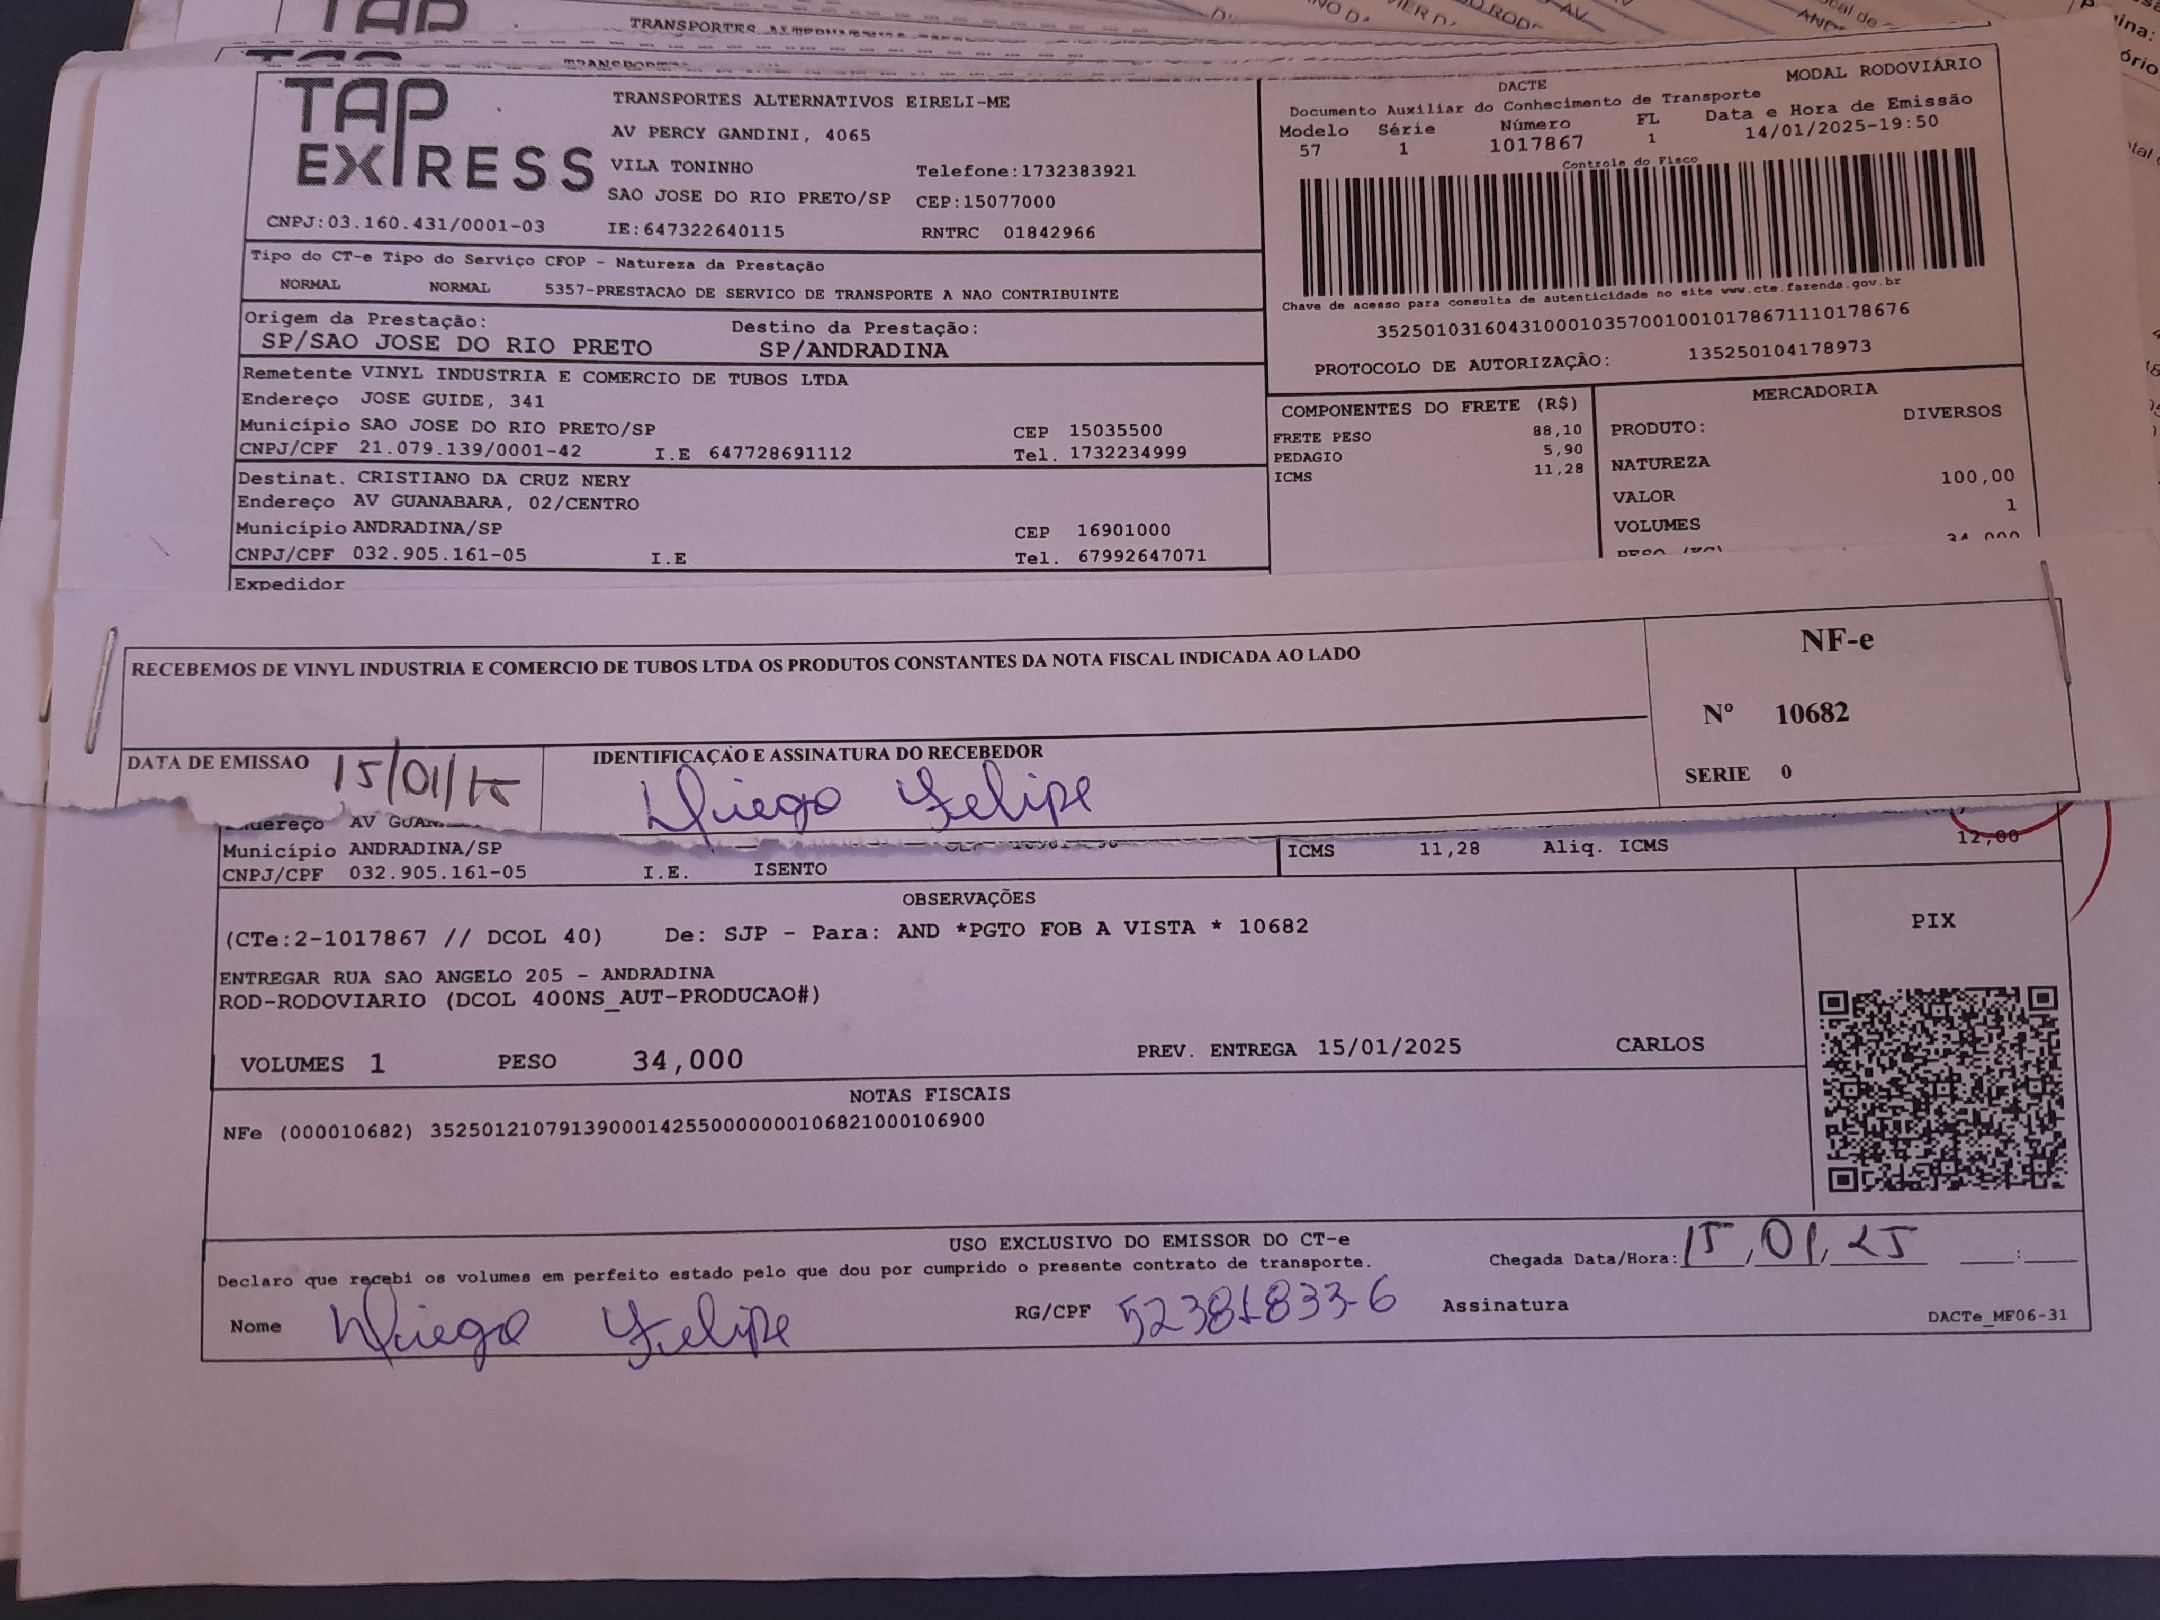 TAP
TRANSPORTES ALTERNATIVOS
TAP EXPRESS
TRANSPORTES ALTERNATIVOS EIRELI-ME
AV PERCY GANDINI, 4065
VILA TONINHO Telefone:1732383921
SAO JOSE DO RIO PRETO/SP CEP:15077000
CNPJ:03.160.431/0001-03 IE:647322640115 RNTRC 01842966
DACTE MODAL RODOVIÁRIO
Documento Auxiliar do Conhecimento de Transporte
Modelo Série Número FL Data e Hora de Emissão
57 1 1017867 1 14/01/2025-19:50
Controle do Fisco
Chave de acesso para consulta de autenticidade no site www.cte.fazenda.gov.br
35250103160431000103570010010178671110178676
PROTOCOLO DE AUTORIZAÇÂO: 135250104178973
Tipo do CT-e Tipo do Serviço CFOP - Natureza da Prestação
NORMAL NORMAL 5357-PRESTACAO DE SERVICO DE TRANSPORTE A NAO CONTRIBUINTE
Origem da Prestação: Destino da Prestação:
SP/SAO JOSE DO RIO PRETO SP/ANDRADINA
Remetente VINYL INDUSTRIA E COMERCIO DE TUBOS LTDA
Endereço JOSE GUIDE, 341
Município SAO JOSE DO RIO PRETO/SP CEP 15035500
CNPJ/CPF 21.079.139/0001-42 I.E 647728691112 Tel. 1732234999
Destinat. CRISTIANO DA CRUZ NERY
Endereço AV GUANABARA, 02/CENTRO
Município ANDRADINA/SP CEP 16901000
CNPJ/CPF 032.905.161-05 I.E Tel. 67992647071
Expedidor
COMPONENTES DO FRETE (R$)
FRETE PESO 88,10
PEDAGIO 5,90
ICMS 11,28
MERCADORIA
PRODUTO: DIVERSOS
NATUREZA
VALOR 100,00
VOLUMES 1
PESO (KG) 34,000
RECEBEMOS DE VINYL INDUSTRIA E COMERCIO DE TUBOS LTDA OS PRODUTOS CONSTANTES DA NOTA FISCAL INDICADA AO LADO
NF-e
Nº 10682
SERIE 0
DATA DE EMISSAO 15/01/
IDENTIFICAÇÃO E ASSINATURA DO RECEBEDOR
Diego Felipe
Endereço AV
Município ANDRADINA/SP
CNPJ/CPF 032.905.161-05 I.E. ISENTO
ICMS 11,28 Aliq. ICMS 12,00
OBSERVAÇÕES
(CTe:2-1017867 // DCOL 40) De: SJP - Para: AND *PGTO FOB A VISTA * 10682
ENTREGAR RUA SAO ANGELO 205 - ANDRADINA
ROD-RODOVIARIO (DCOL 400NS_AUT-PRODUCAO#)
VOLUMES 1 PESO 34,000 PREV. ENTREGA 15/01/2025 CARLOS
PIX
NOTAS FISCAIS
NFe (000010682) 35250121079139000142550000000106821000106900
USO EXCLUSIVO DO EMISSOR DO CT-e
Declaro que recebi os volumes em perfeito estado pelo que dou por cumprido o presente contrato de transporte.
Chegada Data/Hora: 15, 01, 25 :
Nome Diego Felipe RG/CPF 52381833-6 Assinatura
DACTe_MF06-31